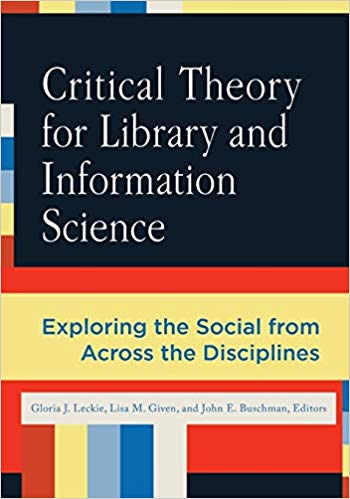 Critical Theory
for Library and
Information
Science
Exploring the Social from
Across the Disciplines
Gloria J. Leckie, Lisa M. Given, and John E. Buschman, Editors